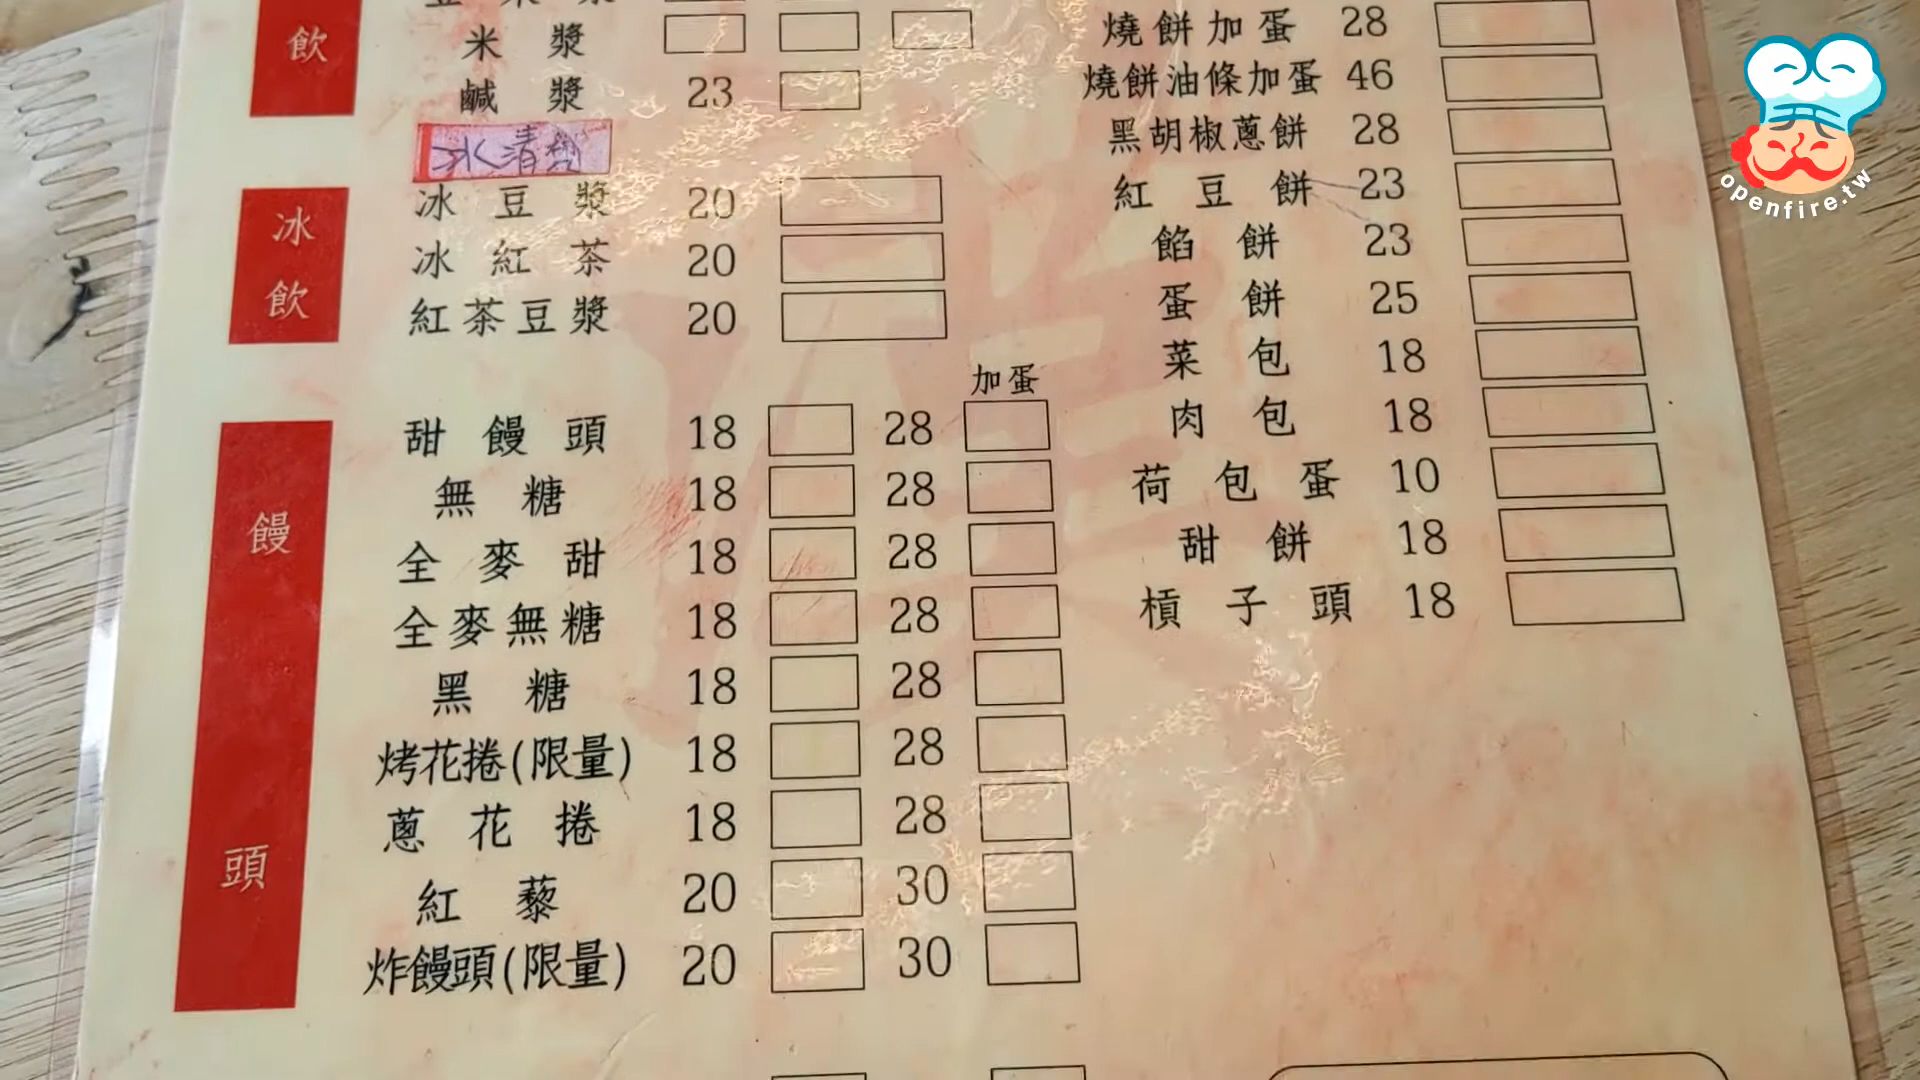 飲
米漿
鹹漿 23
冰清漿
冰飲
冰豆漿 20
冰紅茶 20
紅茶豆漿 20
加蛋
饅頭
甜饅頭 18 28
無糖 18 28
全麥甜 18 28
全麥無糖 18 28
黑糖 18 28
烤花捲(限量) 18 28
蔥花捲 18 28
紅藜 20 30
炸饅頭(限量) 20 30
燒餅加蛋 28
燒餅油條加蛋 46
黑胡椒蔥餅 28
紅豆餅 23
餡餅 23
蛋餅 25
菜包 18
肉包 18
荷包蛋 10
甜餅 18
槓子頭 18
openfire.tw